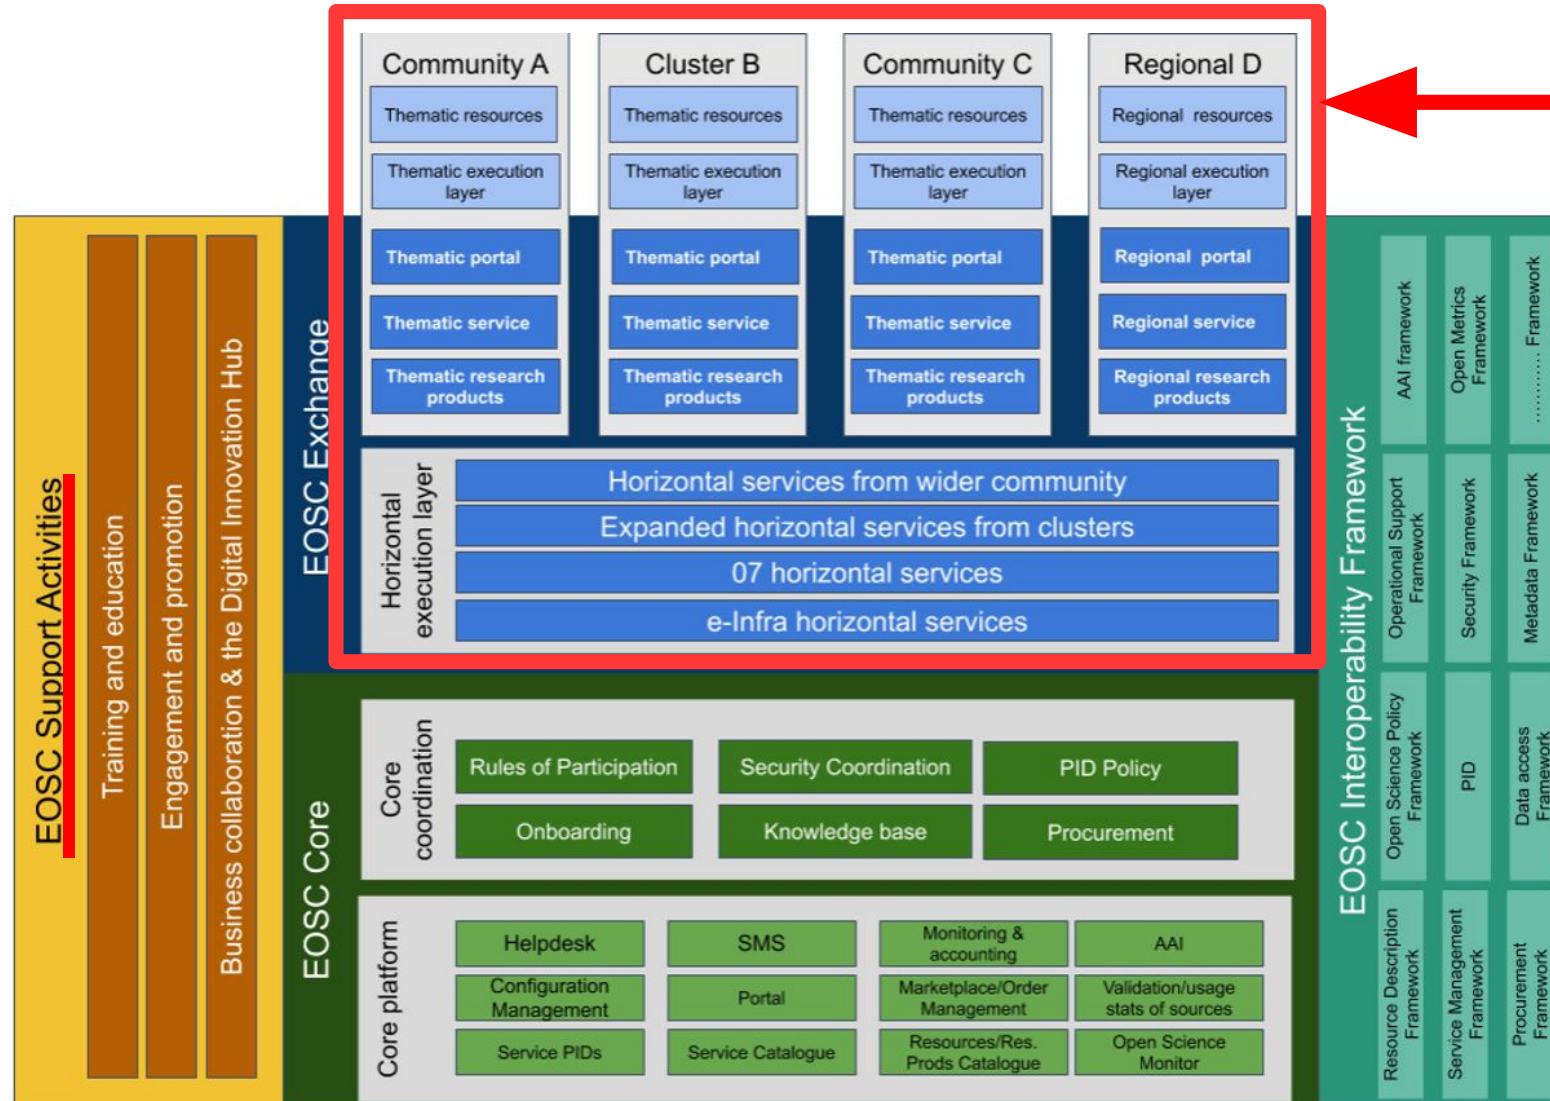 Community A
Thematic resources
Thematic execution
layer
Thematic portal
Thematic service
Thematic research
products
Cluster B
Thematic resources
Thematic execution
layer
Thematic portal
Thematic service
Thematic research
products
Community C
Thematic resources
Thematic execution
layer
Thematic portal
Thematic service
Thematic research
products
Regional D
Regional resources
Regional execution
layer
Regional portal
Regional service
Regional research
products
EOSC Support Activities
Training and education
Engagement and promotion
Business collaboration & the Digital Innovation Hub
EOSC Exchange
Horizontal
execution layer
Horizontal services from wider community
Expanded horizontal services from clusters
07 horizontal services
e-Infra horizontal services
EOSC Core
Core
coordination
Rules of Participation
Security Coordination
PID Policy
Onboarding
Knowledge base
Procurement
Core platform
Helpdesk
SMS
Monitoring &
accounting
AAI
Configuration
Management
Portal
Marketplace/Order
Management
Validation/usage
stats of sources
Service PIDs
Service Catalogue
Resources/Res.
Prods Catalogue
Open Science
Monitor
EOSC Interoperability Framework
AAI framework
Open Metrics
Framework
............ Framework
Operational Support
Framework
Security Framework
Metadata Framework
Open Science Policy
Framework
PID
Data access
Framework
Resource Description
Framework
Service Management
Framework
Procurement
Framework